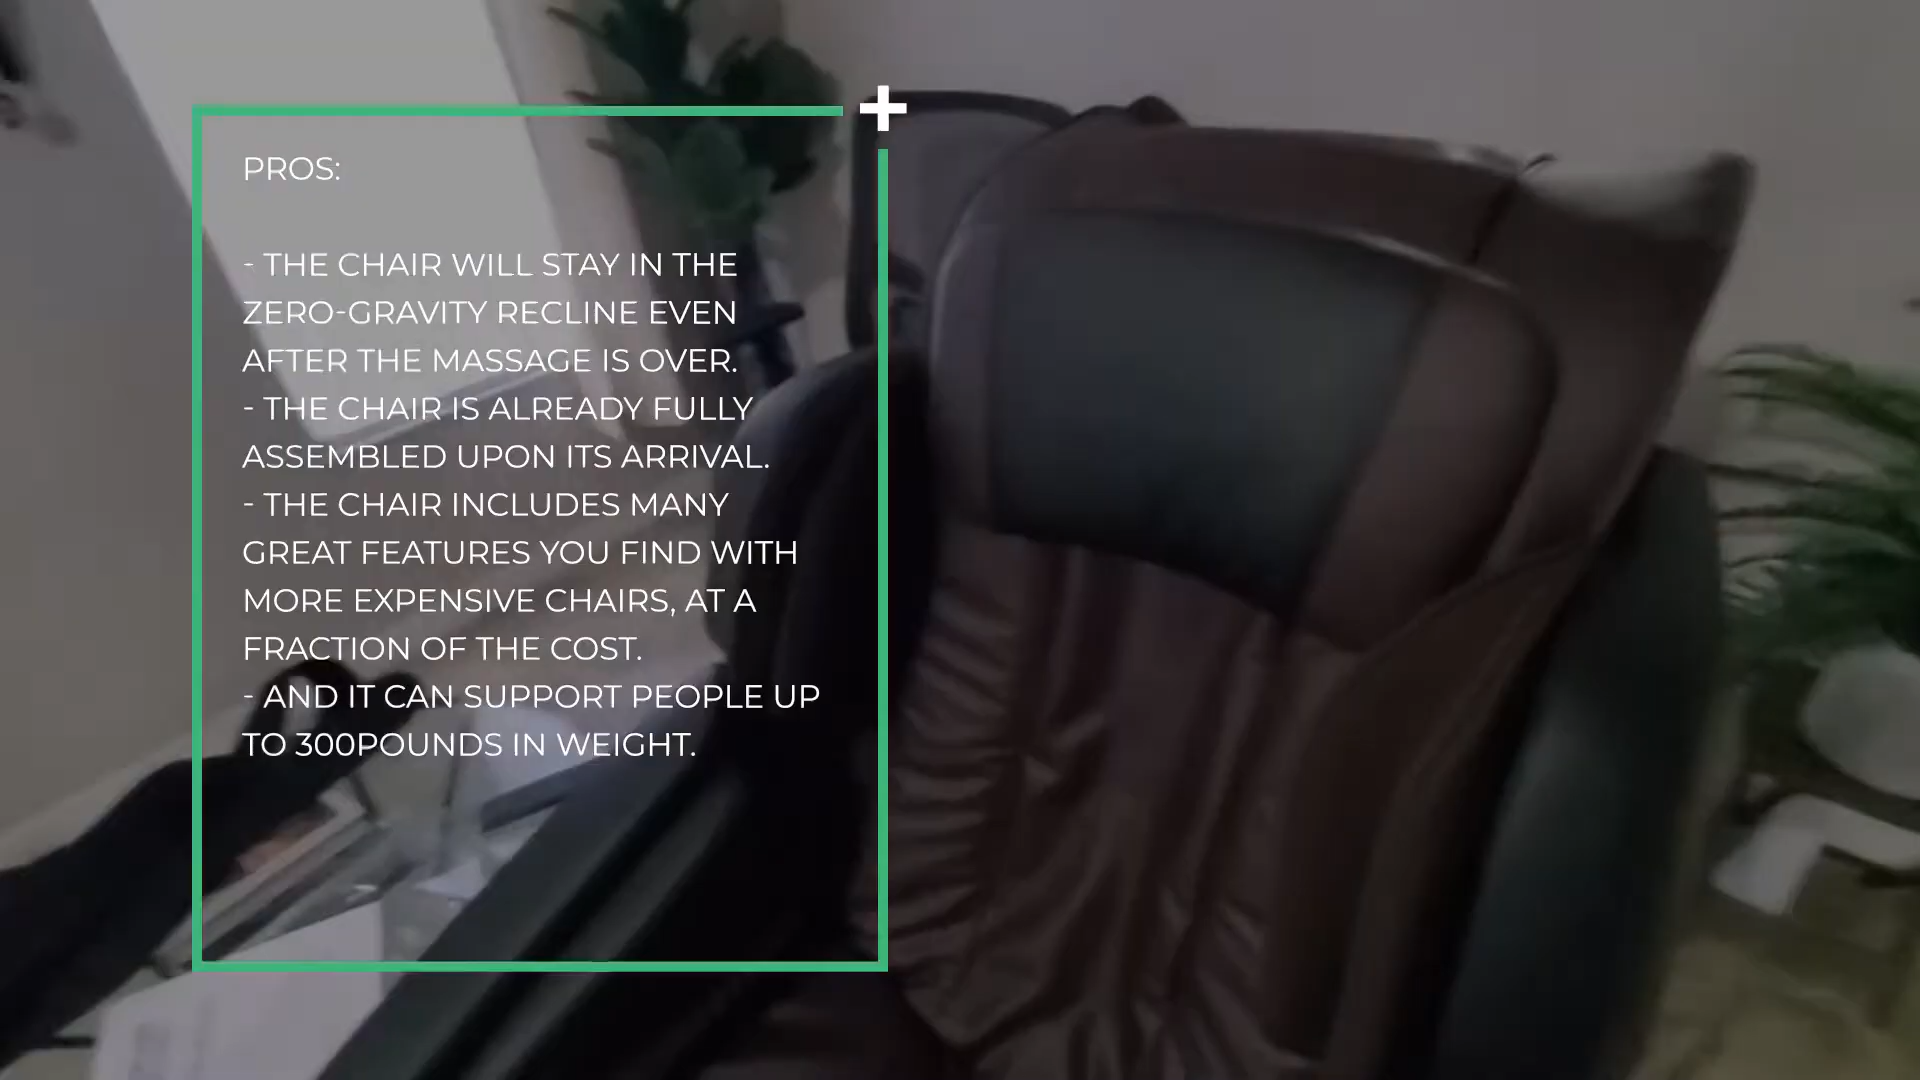 PROS:
- THE CHAIR WILL STAY IN THE
ZERO-GRAVITY RECLINE EVEN
AFTER THE MASSAGE IS OVER.
- THE CHAIR IS ALREADY FULLY
ASSEMBLED UPON ITS ARRIVAL.
- THE CHAIR INCLUDES MANY
GREAT FEATURES YOU FIND WITH
MORE EXPENSIVE CHAIRS, AT A
FRACTION OF THE COST.
- AND IT CAN SUPPORT PEOPLE UP
TO 300POUNDS IN WEIGHT.